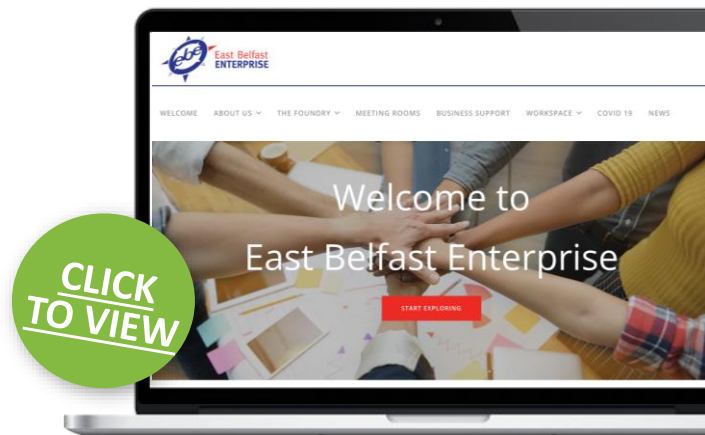 ebe East Belfast
ENTERPRISE
WELCOME ABOUT US THE FOUNDRY MEETING ROOMS BUSINESS SUPPORT WORKSPACE COVID 19 NEWS
Welcome to
East Belfast Enterprise
START EXPLORING
CLICK
TO VIEW